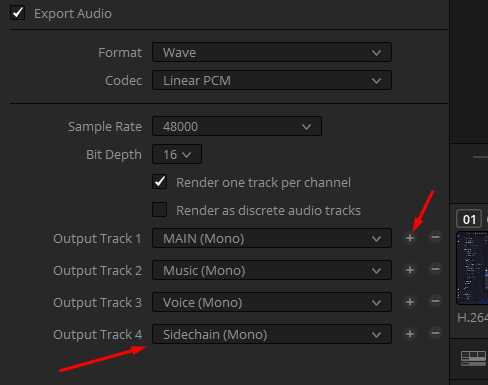 Export Audio
Format Wave
Codec Linear PCM
Sample Rate 48000
Bit Depth 16
Render one track per channel
Render as discrete audio tracks
Output Track 1 MAIN (Mono)
Output Track 2 Music (Mono)
Output Track 3 Voice (Mono)
Output Track 4 Sidechain (Mono)
01
H.264